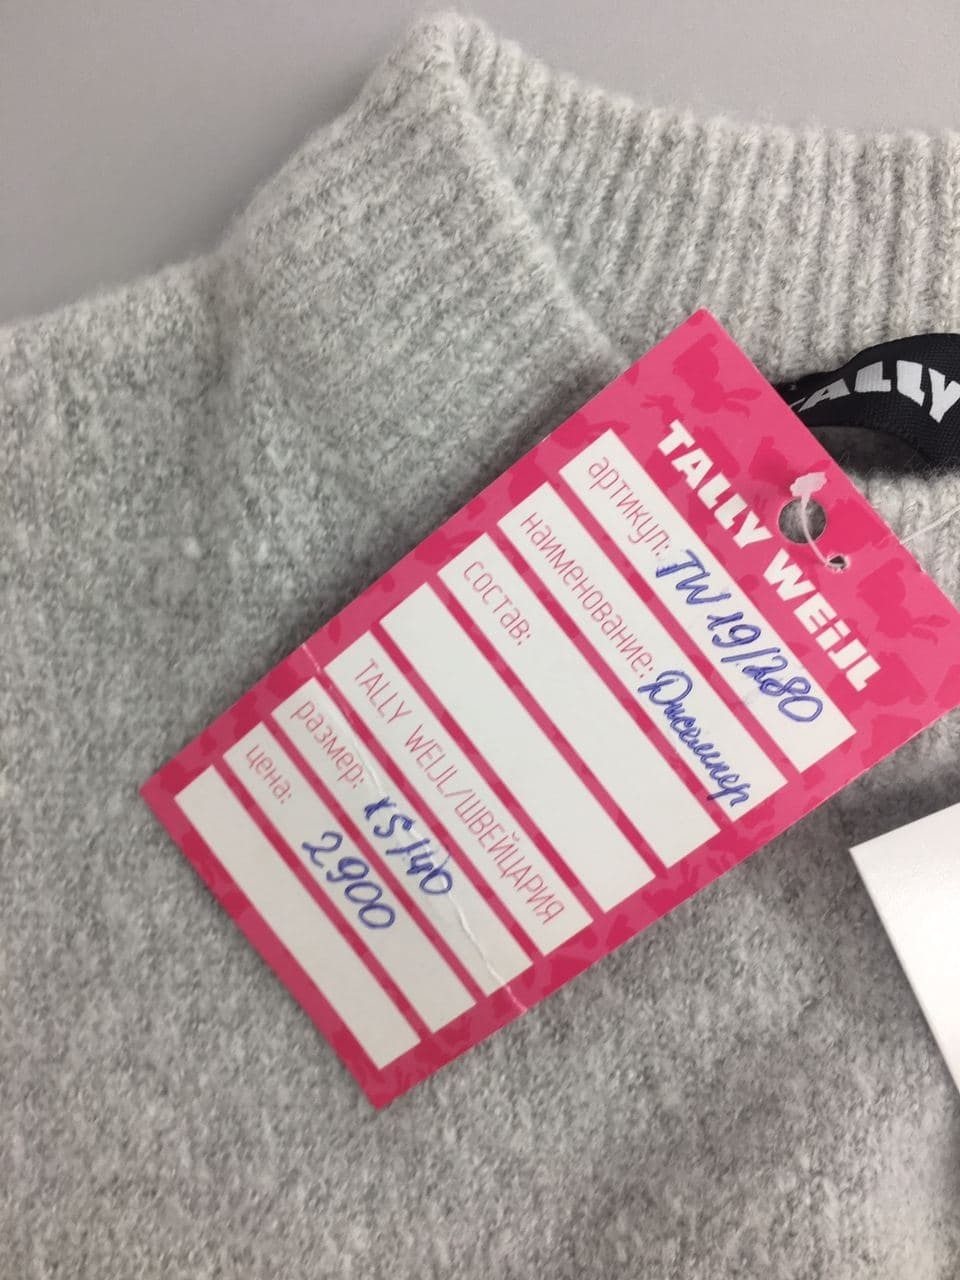 TALLY WEiJL
артикул: TW 19/280
наименование: Джемпер
состав:
TALLY WEIJL/ШВЕЙЦАРИЯ
размер: XS/40
цена: 2900
TALLY